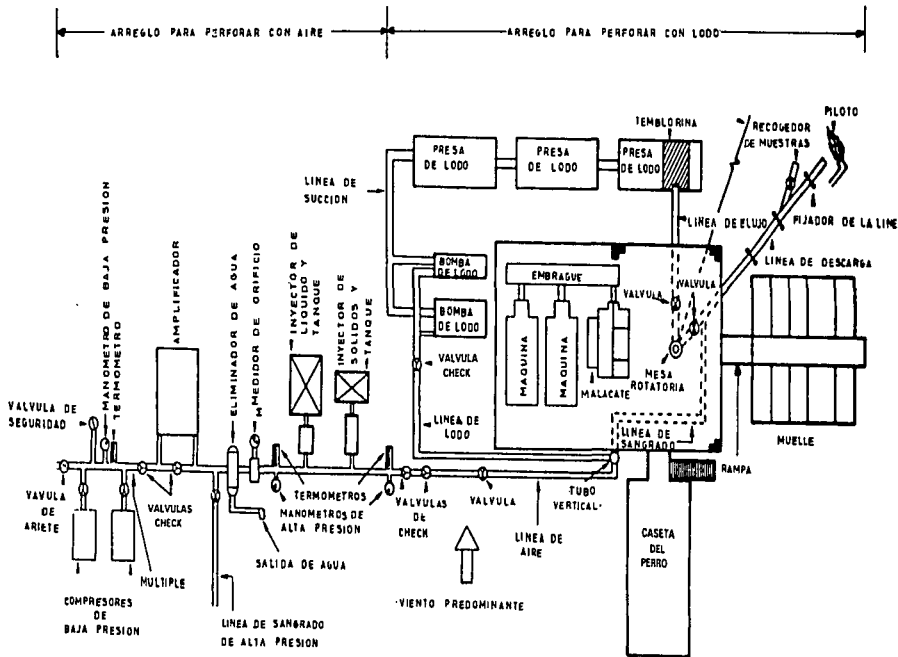 ARREGLO PARA PERFORAR CON AIRE
ARREGLO PARA PERFORAR CON LODO
TEMBLORINA
RECOGEDOR
DE MUESTRAS
PILOTO
PRESA
DE LODO
PRESA
DE LODO
PRESA
DE LODO
LINEA DE
SUCCION
LINEA DE FLUJO
FIJADOR DE LA LINE
LINEA DE DESCARGA
BOMBA
DE LODO
BOMBA
DE LODO
EMBRAGUE
MAQUINA
MAQUINA
MALACATE
VALVULA
VALVULA
MESA
ROTATORIA
VALVULA
CHECK
LINEA DE
LODO
LINEA DE
SANGRADO
RAMPA
MUELLE
MANOMETRO DE BAJA PRESION
TERMOMETRO
AMPLIFICADOR
ELIMINADOR DE AGUA
MEDIDOR DE ORIFICIO
INYECTOR DE
LIQUIDO Y
TANQUE
INYECTOR DE
SOLIDOS Y
TANQUE
VALVULA DE
SEGURIDAD
VAVULA
DE
ARIETE
VALVULAS
CHECK
MULTIPLE
COMPRESORES
DE
BAJA PRESION
SALIDA DE AGUA
LINEA DE SANGRADO
DE ALTA PRESION
TERMOMETROS
MANOMETROS DE
ALTA PRESION
VALVULAS
DE
CHECK
VALVULA
LINEA DE
AIRE
TUBO
VERTICAL
VIENTO PREDOMINANTE
CASETA
DEL
PERRO